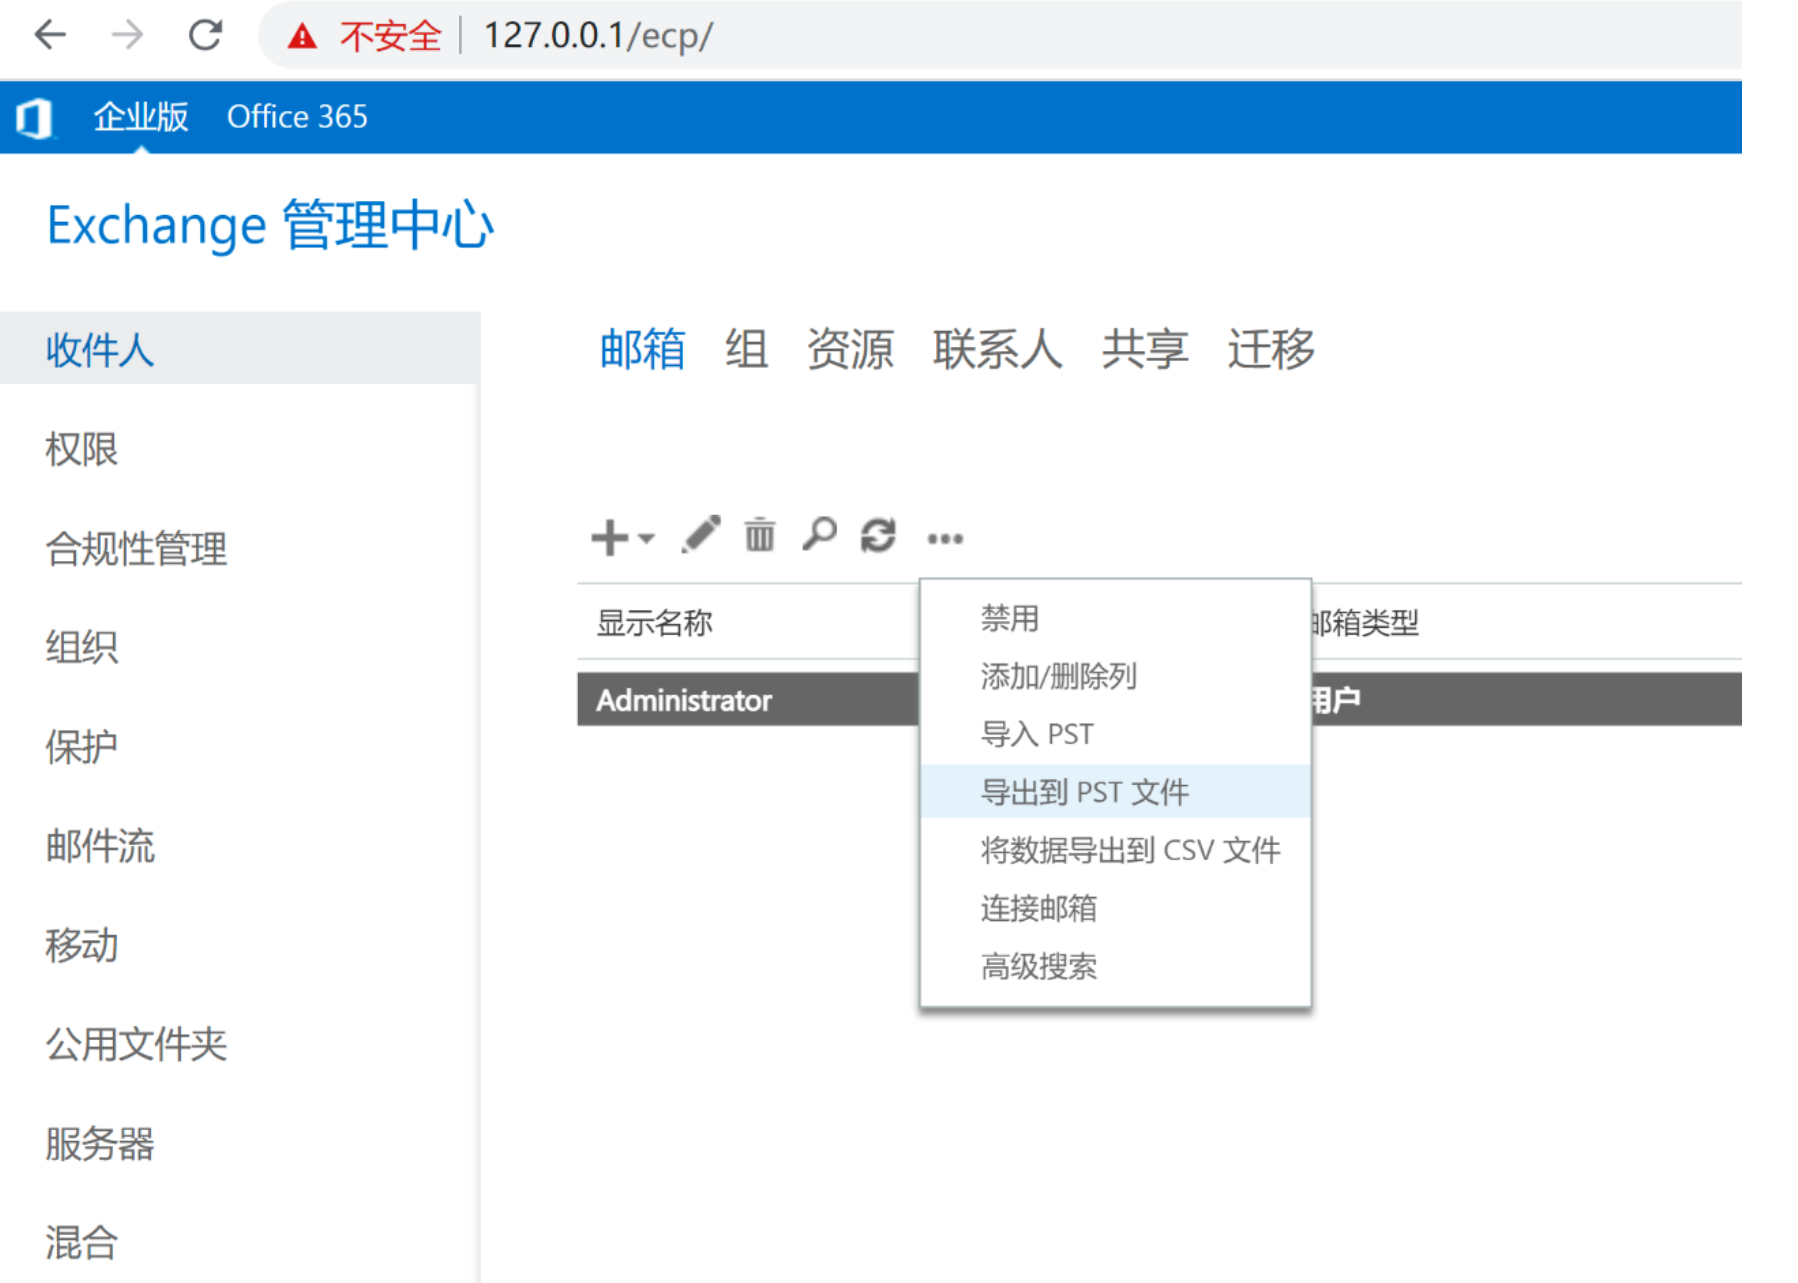 不安全 127.0.0.1/ecp/
企业版 Office 365
Exchange 管理中心
收件人
权限
合规性管理
组织
保护
邮件流
移动
公用文件夹
服务器
混合
邮箱 组 资源 联系人 共享 迁移
显示名称 邮箱类型
Administrator 用户
禁用
添加/删除列
导入 PST
导出到 PST 文件
将数据导出到 CSV 文件
连接邮箱
高级搜索